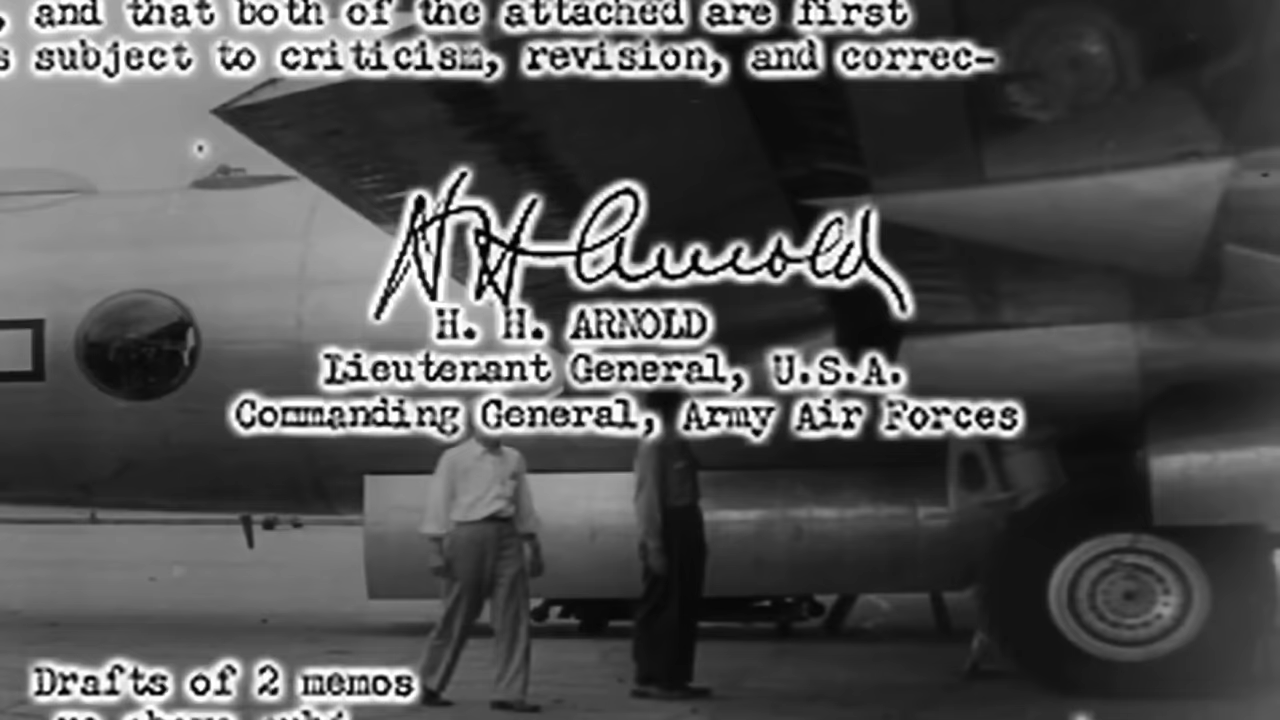 , and that both of the attached are first
s subject to criticism, revision, and correc-
H H Arnold
H. H. ARNOLD
Lieutenant General, U.S.A.
Commanding General, Army Air Forces
Drafts of 2 memos